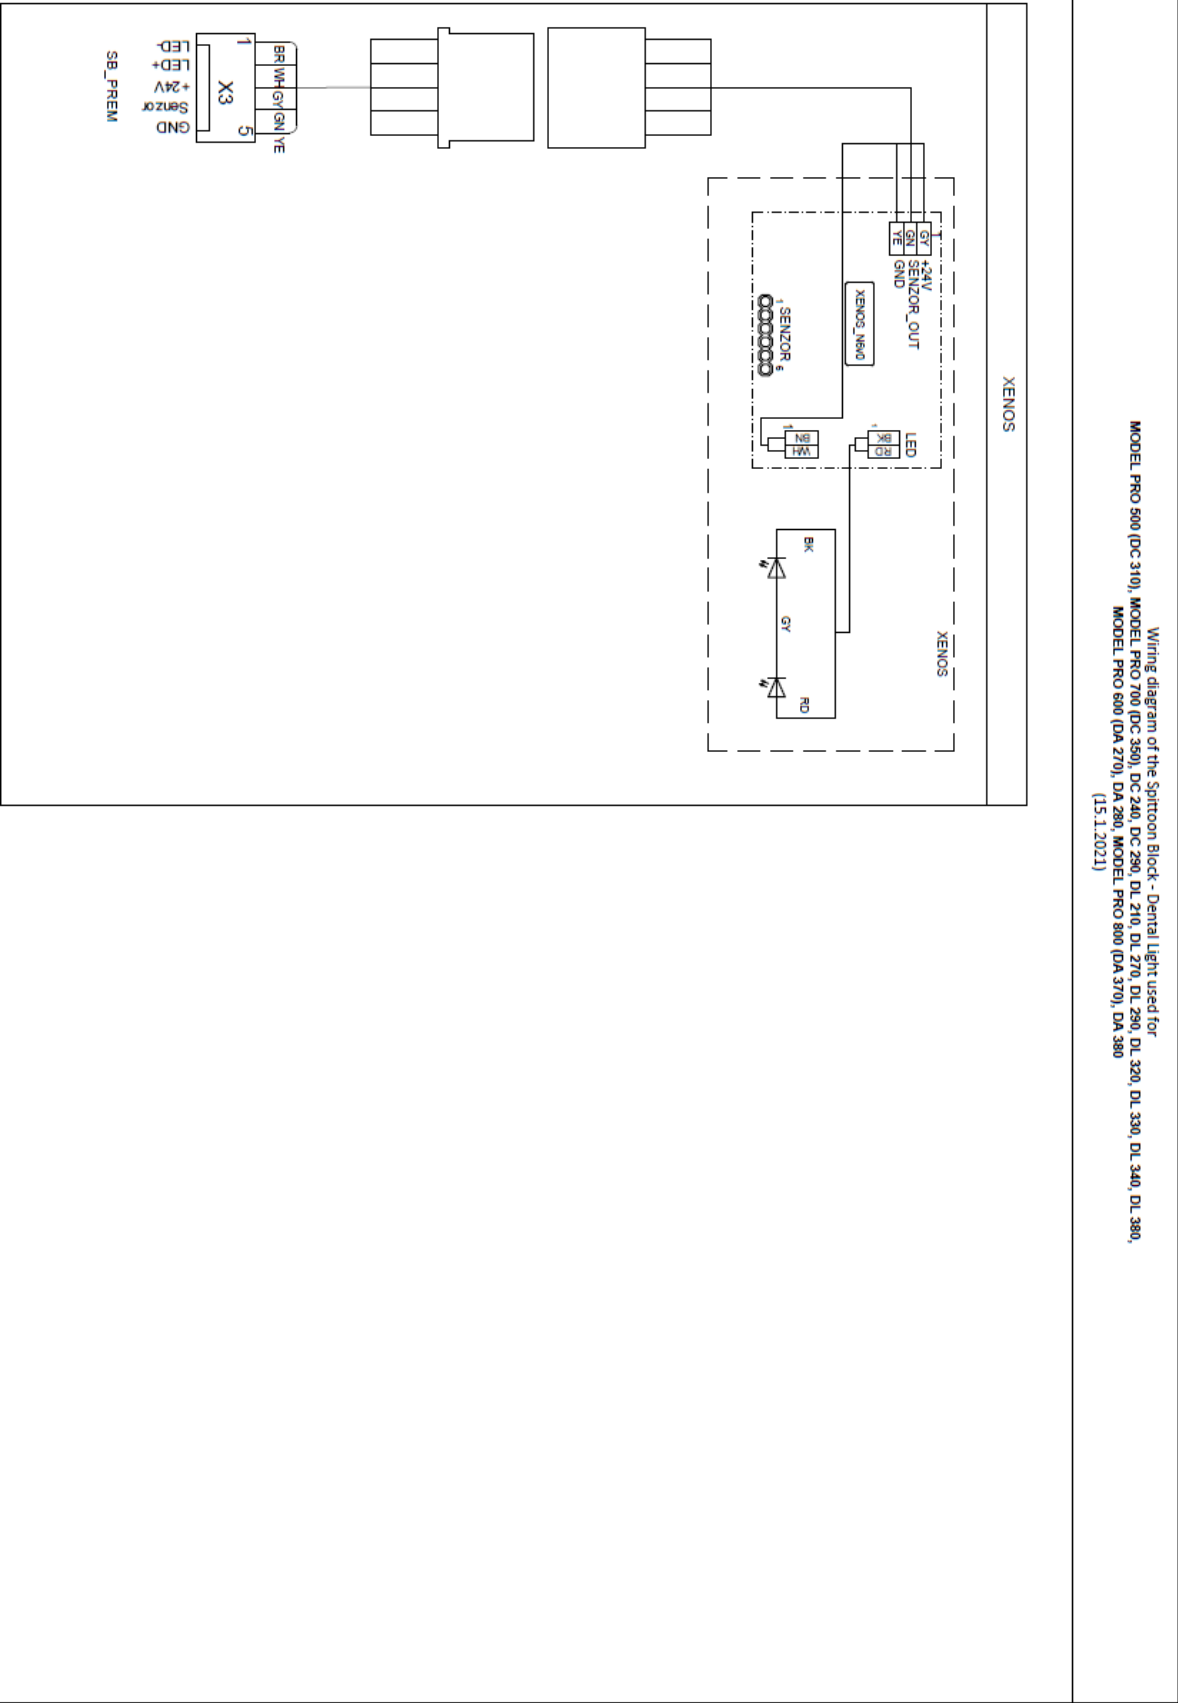 Wiring diagram of the Spittoon Block - Dental Light used for
MODEL PRO 500 (DC 310), MODEL PRO 700 (DC 350), DC 240, DC 290, DL 210, DL 270, DL 290, DL 320, DL 330, DL 340, DL 380,
MODEL PRO 600 (DA 270), DA 280, MODEL PRO 800 (DA 370), DA 380
(15.1.2021)
XENOS
XENOS
GY
GN
YE
1
+24V
SENZOR_OUT
GND
XENOS_N6v0
1 SENZOR 6
LED
1
BK
RD
1
BN
WH
BK
GY
RD
BR
WH
GY
GN
YE
1
X3
5
LED-
LED+
+24V
Senzor
GND
SB_PREM